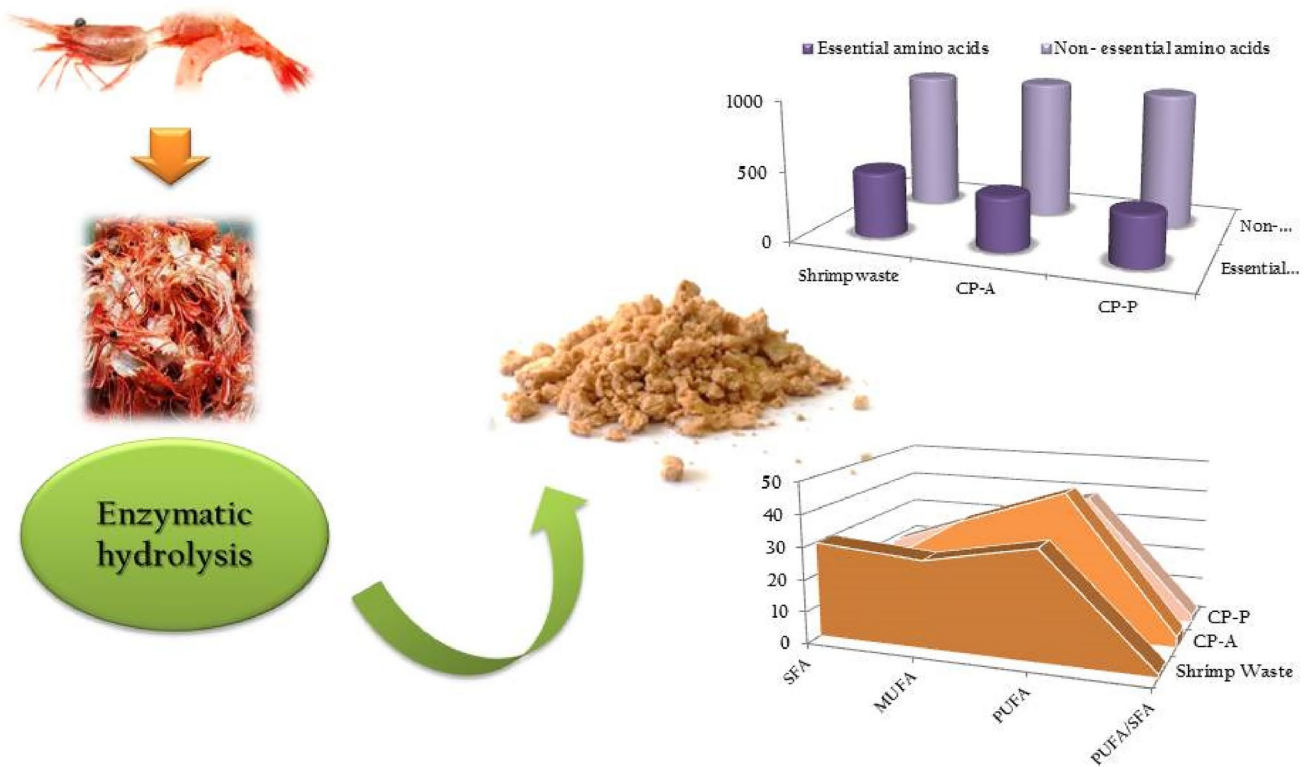 Essential amino acids
Non- essential amino acids
1000
500
0
Non-...
Essential...
Shrimp waste
CP-A
CP-P
Enzymatic
hydrolysis
50
40
30
20
10
0
CP-P
CP-A
Shrimp Waste
SFA
MUFA
PUFA
PUFA/SFA